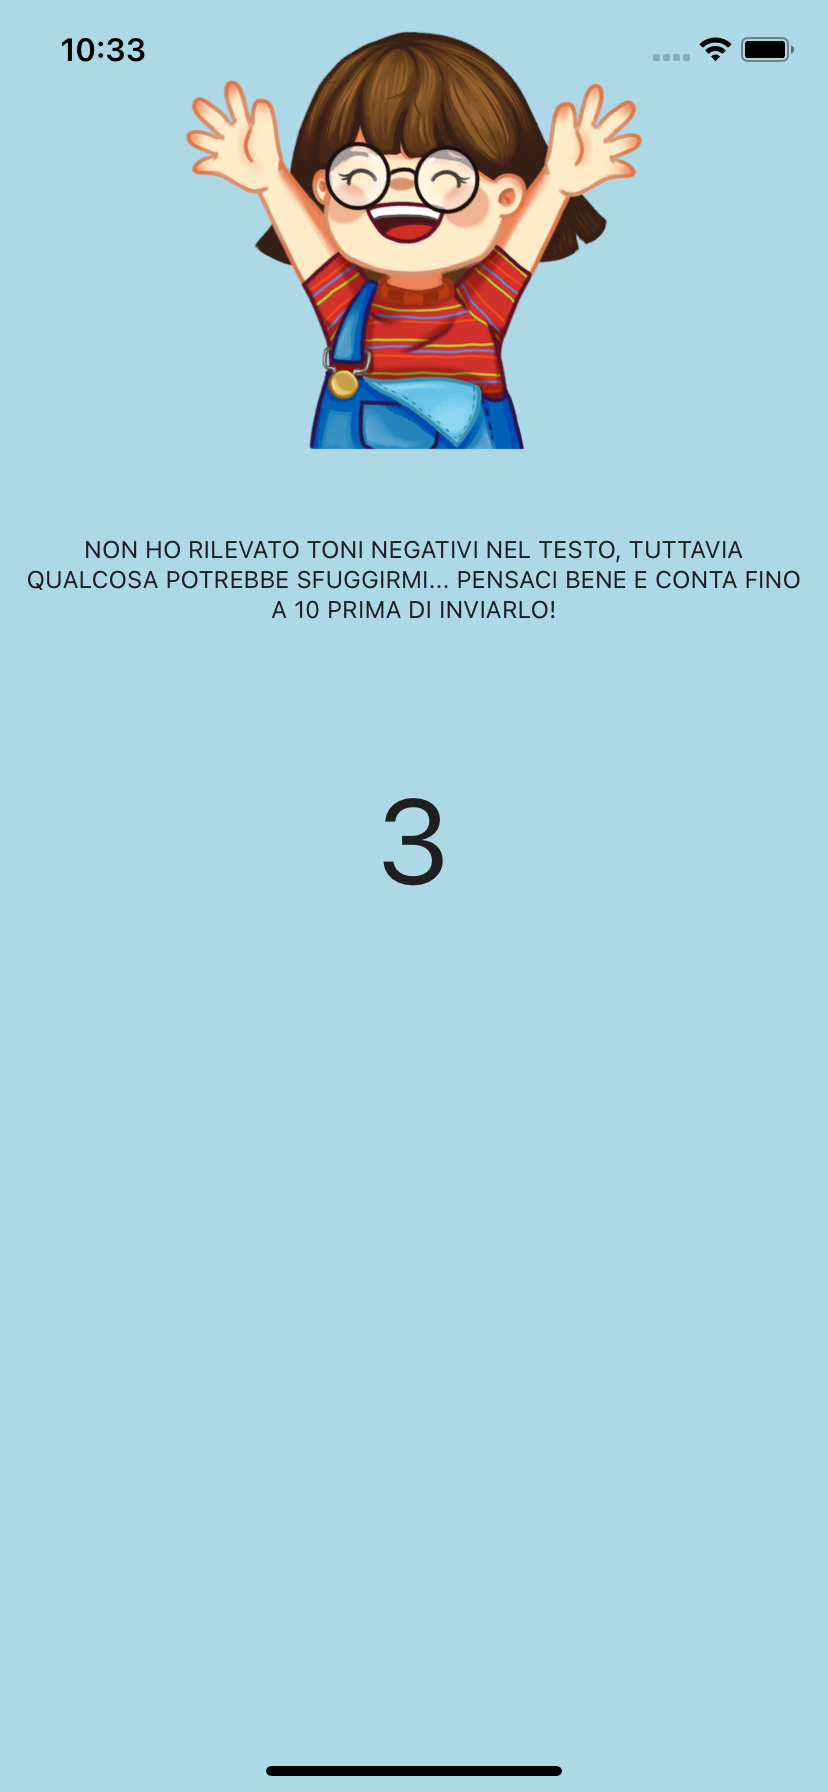 10:33
NON HO RILEVATO TONI NEGATIVI NEL TESTO, TUTTAVIA
QUALCOSA POTREBBE SFUGGIRMI... PENSACI BENE E CONTA FINO
A 10 PRIMA DI INVIARLO!
3